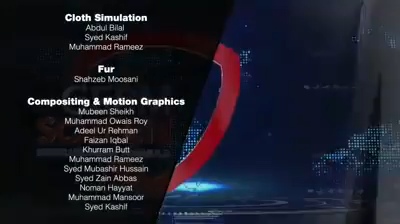 Cloth Simulation
Abdul Bilal
Syed Kashif
Muhammad Rameez
Fur
Shahzeb Moosani
Compositing & Motion Graphics
Mubeen Sheikh
Muhammad Owais Roy
Adeel Ur Rehman
Faizan Iqbal
Khurram Butt
Muhammad Rameez
Syed Mubashir Hussain
Syed Zain Abbas
Noman Hayyat
Muhammad Mansoor
Syed Kashif